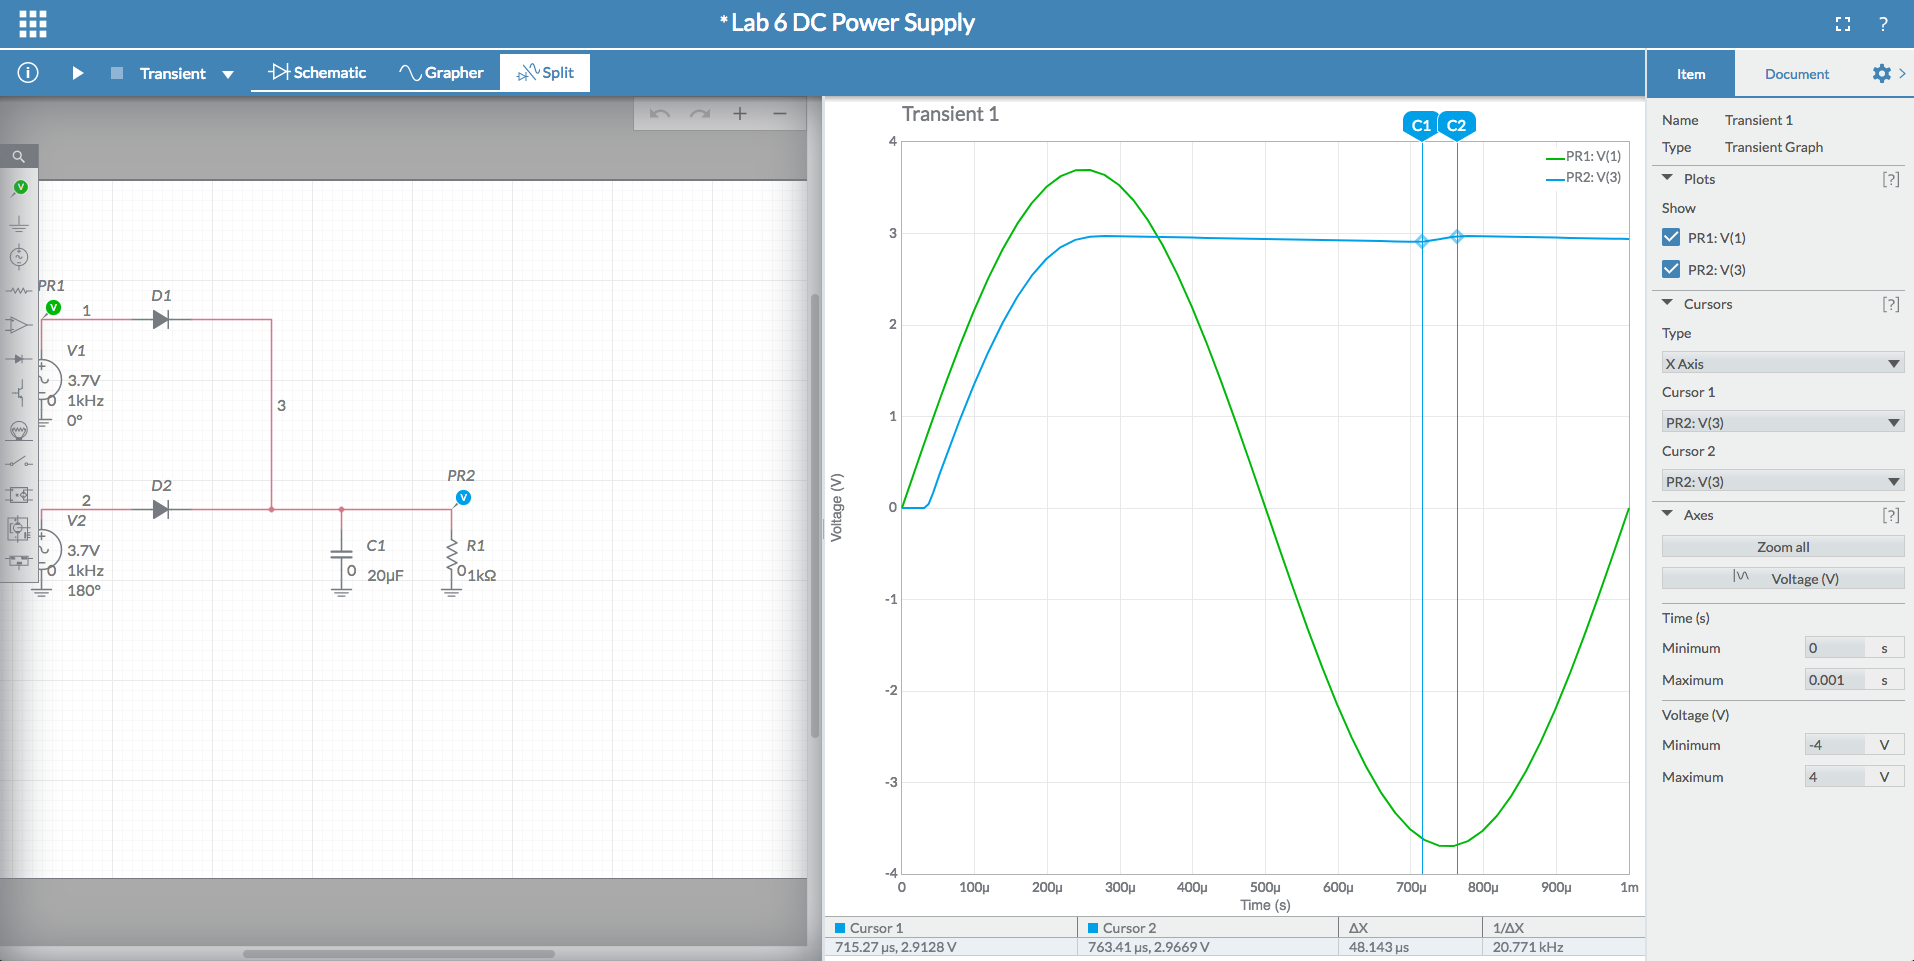 * Lab 6 DC Power Supply
?
i
Transient
Schematic
Grapher
Split
Item
Document
PR1
V
1
D1
V1
3.7V
0
1kHz
0°
3
2
D2
V2
3.7V
0
1kHz
180°
PR2
V
C1
0
20µF
R1
0
1kΩ
V
Transient 1
C1
C2
PR1: V(1)
PR2: V(3)
Voltage (V)
4
3
2
1
0
-1
-2
-3
-4
0 100µ 200µ 300µ 400µ 500µ 600µ 700µ 800µ 900µ 1m
Time (s)
Cursor 1 Cursor 2 ΔX 1/ΔX
715.27 µs, 2.9128 V 763.41 µs, 2.9669 V 48.143 µs 20.771 kHz
Name Transient 1
Type Transient Graph
Plots [?]
Show
PR1: V(1)
PR2: V(3)
Cursors [?]
Type
X Axis
Cursor 1
PR2: V(3)
Cursor 2
PR2: V(3)
Axes [?]
Zoom all
Voltage (V)
Time (s)
Minimum 0 s
Maximum 0.001 s
Voltage (V)
Minimum -4 V
Maximum 4 V